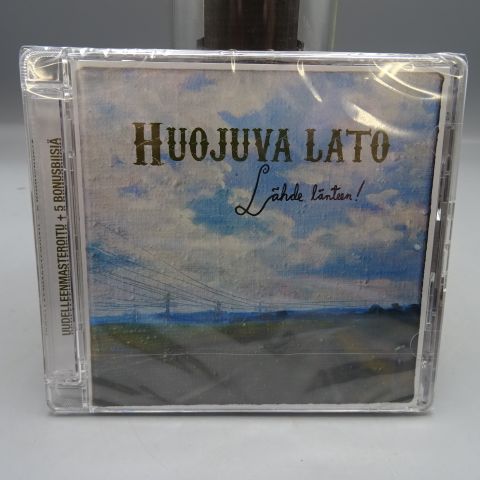 HUOJUVA LATO
Lähde länteen!
UUDELLEENMASTEROITU + 5 BONUSBIISIÄ